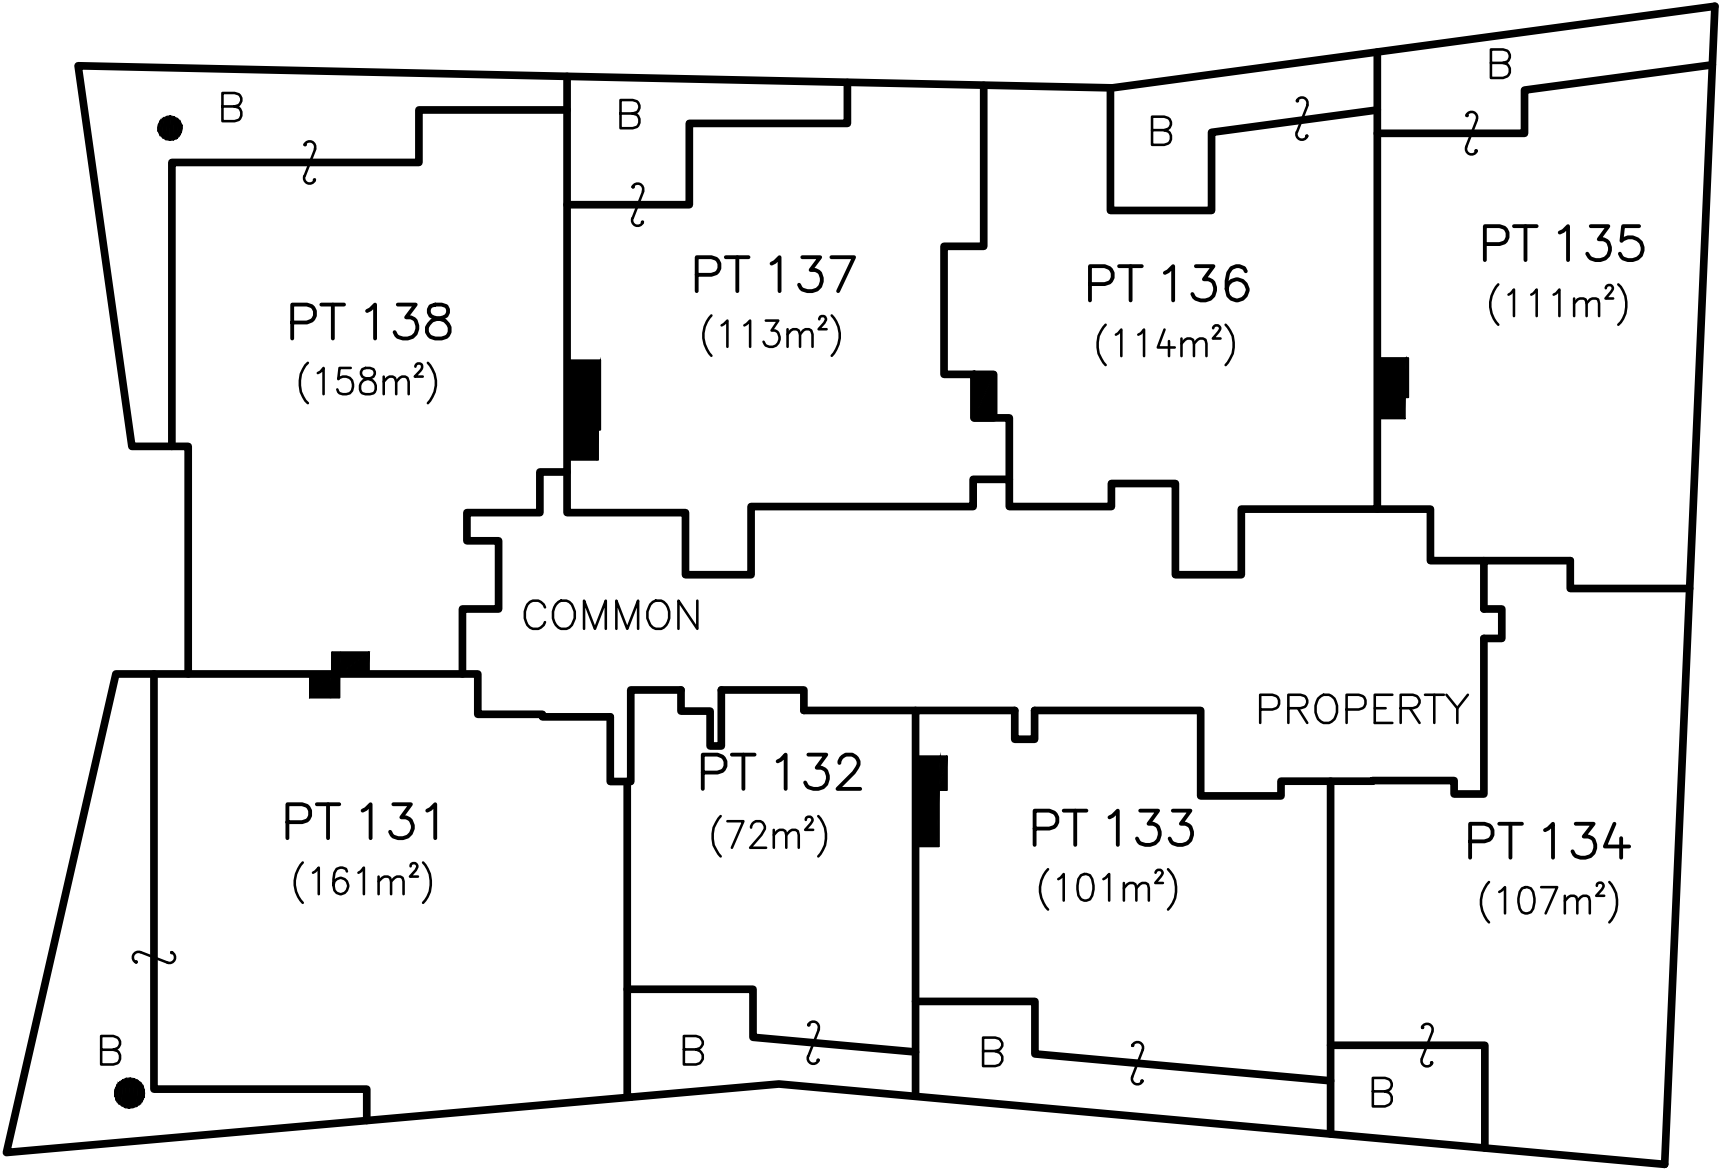 B
B
B
B
PT 138
(158m²)
PT 137
(113m²)
PT 136
(114m²)
PT 135
(111m²)
COMMON
PROPERTY
PT 131
(161m²)
PT 132
(72m²)
PT 133
(101m²)
PT 134
(107m²)
B
B
B
B